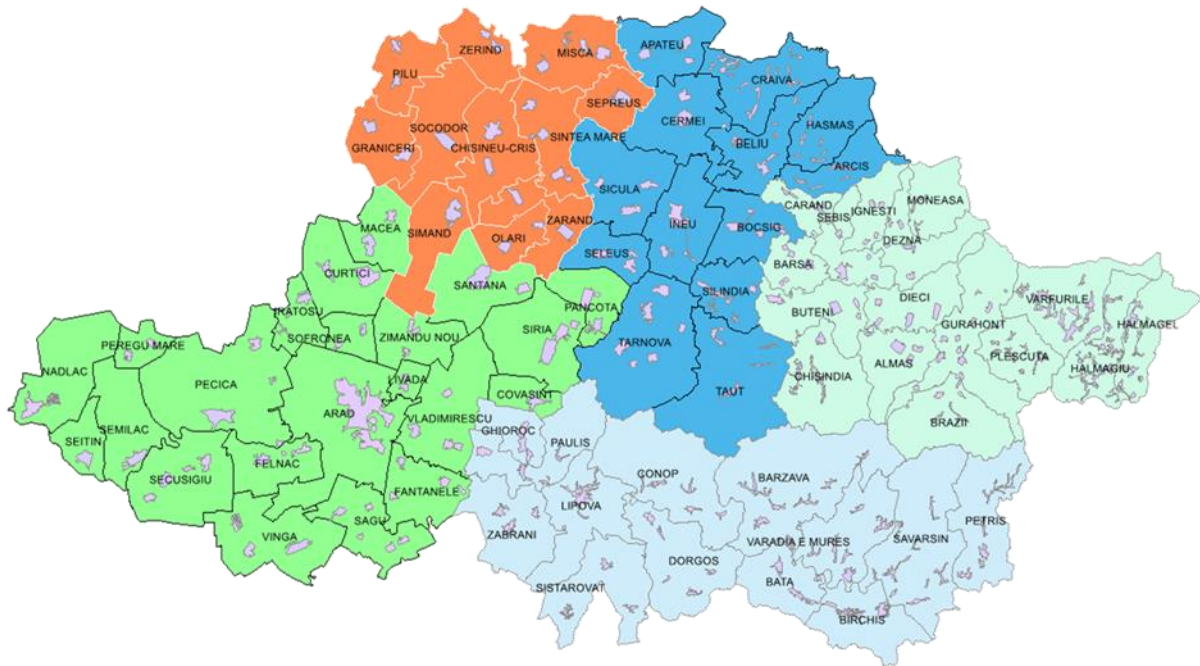 ZERIND
MISCA
APATEU
PILU
CRAIVA
SEPREUS
SOCODOR
CERMEI
HASMAS
GRANICERI
CHISINEU-CRIS
SINTEA MARE
BELIU
ARCIS
SICULA
CARAND
IGNESTI
MONEASA
SEBIS
MACEA
SIMAND
ZARAND
INEU
BOCSIG
OLARI
DEZNA
SELEUS
BARSA
CURTICI
SANTANA
SILINDIA
DIECI
VARFURILE
IRATOSU
PANCOTA
BUTENI
GURAHONT
HALMAGEL
SOFRONEA
ZIMANDU NOU
SIRIA
TARNOVA
PEREGU MARE
PLESCUTA
NADLAC
ALMAS
HALMAGIU
PECICA
LIVADA
CHISINDIA
COVASINT
TAUT
ARAD
VLADIMIRESCU
BRAZII
SEMILAC
GHIOROC
SEITIN
PAULIS
FELNAC
CONOP
BARZAVA
SECUSIGIU
FANTANELE
LIPOVA
SAGU
PETRIS
ZABRANI
VINGA
VARADIA E MURES
SAVARSIN
DORGOS
BATA
SISTAROVAT
BIRCHIS